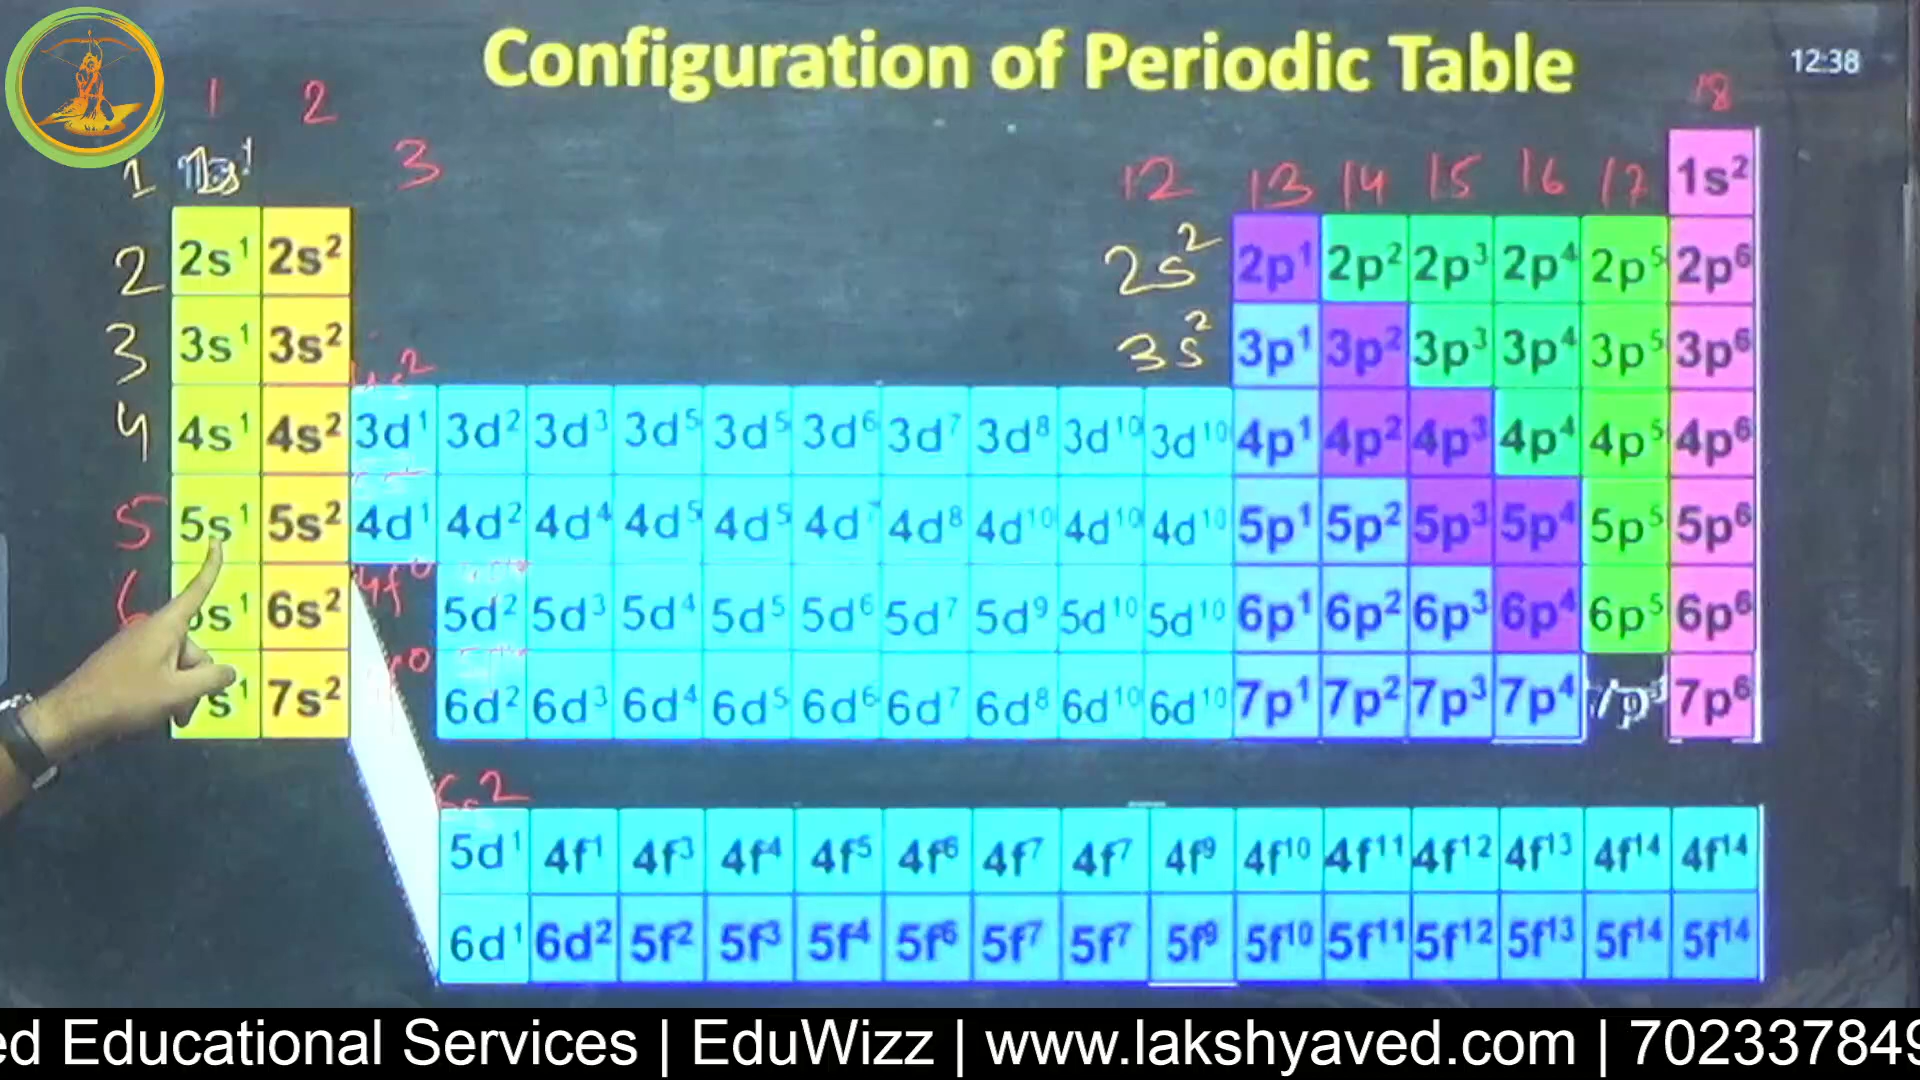 Configuration of Periodic Table
12:38
1 2 18
1 1s¹ 3 12 13 14 15 16 17 1s²
2 2s¹ 2s² 2s² 2p¹ 2p² 2p³ 2p⁴ 2p⁵ 2p⁶
3 3s¹ 3s² 3s² 3p¹ 3p² 3p³ 3p⁴ 3p⁵ 3p⁶
4 4s¹ 4s² 3d¹ 3d² 3d³ 3d⁵ 3d⁵ 3d⁶ 3d⁷ 3d⁸ 3d¹⁰ 3d¹⁰ 4p¹ 4p² 4p³ 4p⁴ 4p⁵ 4p⁶
5 5s¹ 5s² 4d¹ 4d² 4d⁴ 4d⁵ 4d⁵ 4d⁷ 4d⁸ 4d¹⁰ 4d¹⁰ 4d¹⁰ 5p¹ 5p² 5p³ 5p⁴ 5p⁵ 5p⁶
6 6s² 4f⁰ 5d² 5d³ 5d⁴ 5d⁵ 5d⁶ 5d⁷ 5d⁹ 5d¹⁰ 5d¹⁰ 6p¹ 6p² 6p³ 6p⁴ 6p⁵ 6p⁶
7s² 6d² 6d³ 6d⁴ 6d⁵ 6d⁶ 6d⁷ 6d⁸ 6d¹⁰ 6d¹⁰ 7p¹ 7p² 7p³ 7p⁴ 7p⁵ 7p⁶
6s²
5d¹ 4f¹ 4f³ 4f⁴ 4f⁵ 4f⁶ 4f⁷ 4f⁷ 4f⁹ 4f¹⁰ 4f¹¹ 4f¹² 4f¹³ 4f¹⁴ 4f¹⁴
6d¹ 6d² 5f² 5f³ 5f⁴ 5f⁶ 5f⁷ 5f⁷ 5f⁹ 5f¹⁰ 5f¹¹ 5f¹² 5f¹³ 5f¹⁴ 5f¹⁴
ed Educational Services | EduWizz | www.lakshyaved.com | 702337849